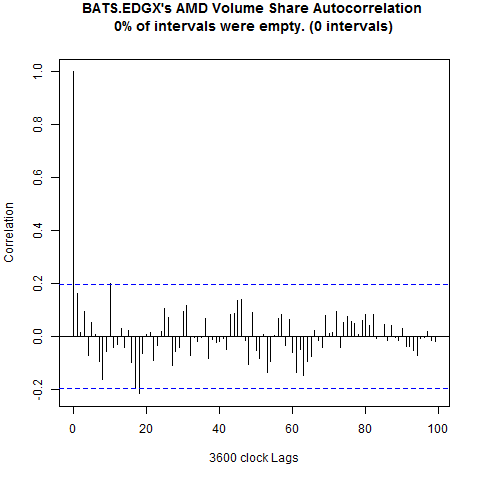 BATS.EDGX's AMD Volume Share Autocorrelation
0% of intervals were empty. (0 intervals)
Correlation
1.0
0.8
0.6
0.4
0.2
0.0
-0.2
0 20 40 60 80 100
3600 clock Lags